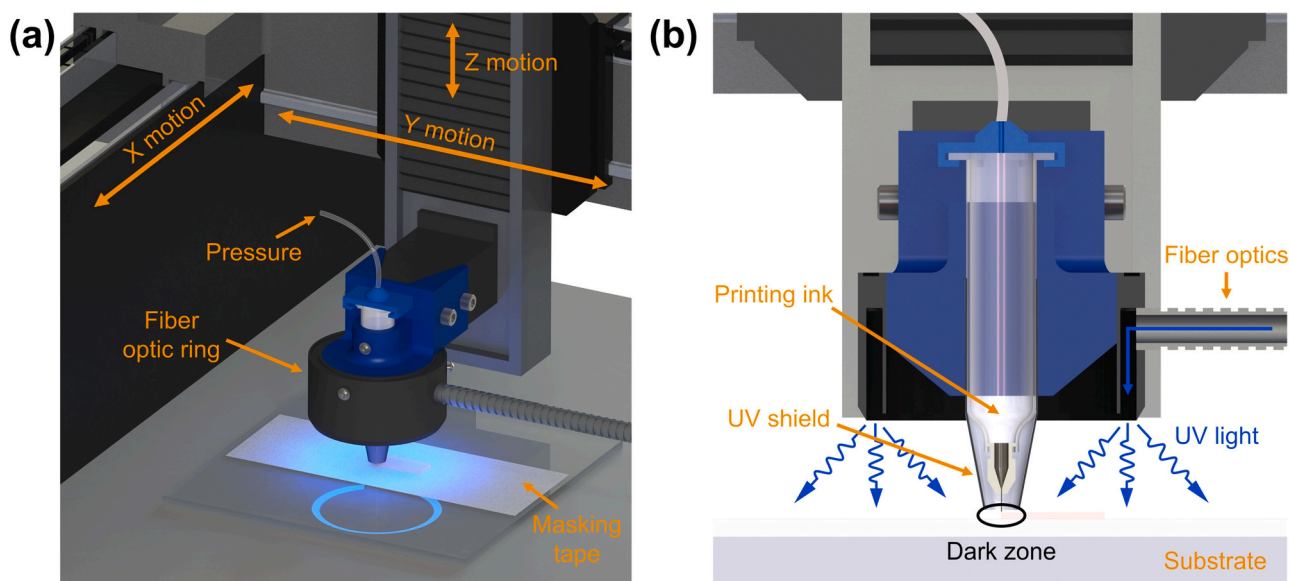 (a)
Z motion
X motion
Y motion
Pressure
Fiber
optic ring
Masking
tape
(b)
Fiber optics
Printing ink
UV shield
UV light
Dark zone
Substrate